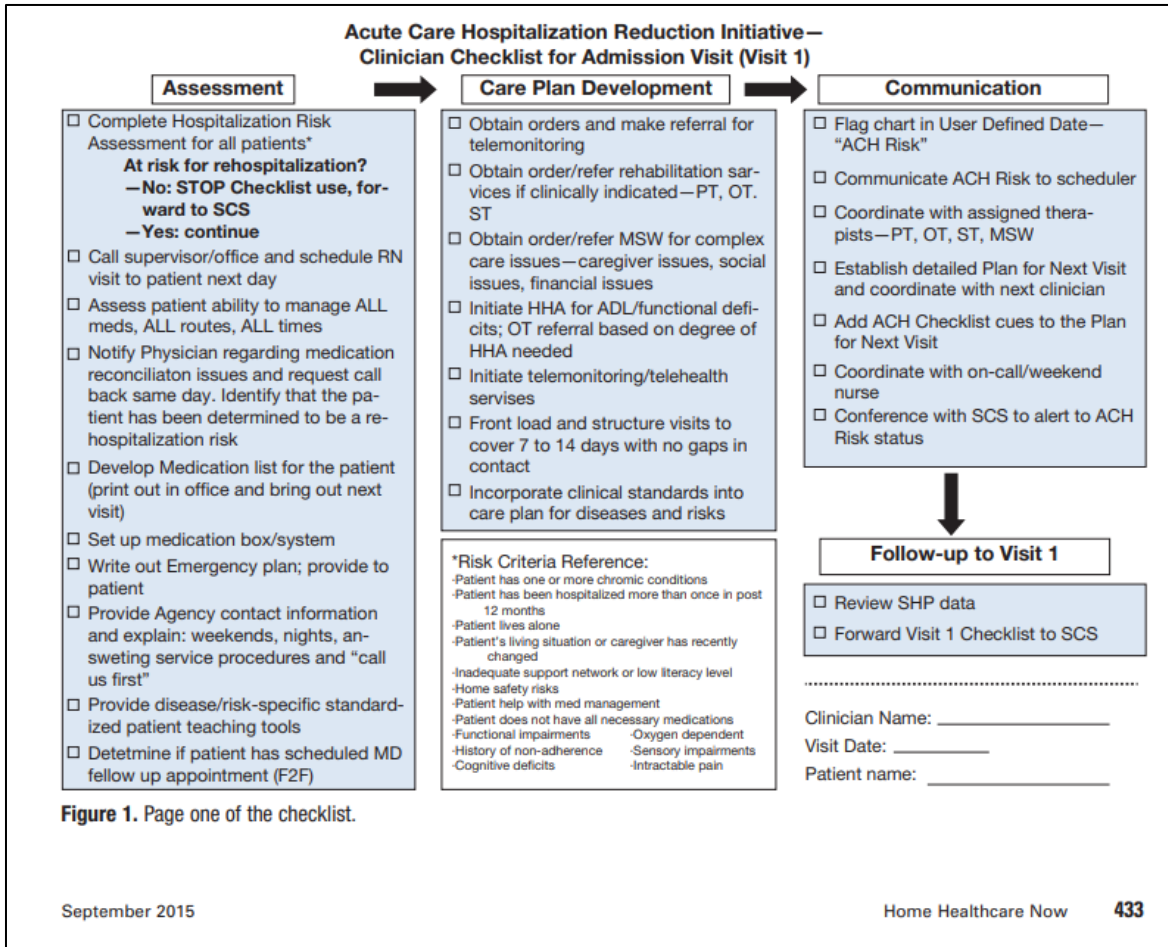 Acute Care Hospitalization Reduction Initiative—
Clinician Checklist for Admission Visit (Visit 1)
Assessment
Complete Hospitalization Risk
Assessment for all patients*
At risk for rehospitalization?
—No: STOP Checklist use, for-
ward to SCS
—Yes: continue
Call supervisor/office and schedule RN
visit to patient next day
Assess patient ability to manage ALL
meds, ALL routes, ALL times
Notify Physician regarding medication
reconciliaton issues and request call
back same day. Identify that the pa-
tient has been determined to be a re-
hospitalization risk
Develop Medication list for the patient
(print out in office and bring out next
visit)
Set up medication box/system
Write out Emergency plan; provide to
patient
Provide Agency contact information
and explain: weekends, nights, an-
sweting service procedures and “call
us first”
Provide disease/risk-specific standard-
ized patient teaching tools
Detetmine if patient has scheduled MD
fellow up appointment (F2F)
Care Plan Development
Obtain orders and make referral for
telemonitoring
Obtain order/refer rehabilitation sar-
vices if clinically indicated—PT, OT.
ST
Obtain order/refer MSW for complex
care issues—caregiver issues, social
issues, financial issues
Initiate HHA for ADL/functional defi-
cits; OT referral based on degree of
HHA needed
Initiate telemonitoring/telehealth
servises
Front load and structure visits to
cover 7 to 14 days with no gaps in
contact
Incorporate clinical standards into
care plan for diseases and risks
*Risk Criteria Reference:
·Patient has one or more chromic conditions
·Patient has been hospitalized more than once in post
12 months
·Patient lives alone
·Patient's living situation or caregiver has recently
changed
·Inadequate support network or low literacy level
·Home safety risks
·Patient help with med management
·Patient does not have all necessary medications
·Functional impairments ·Oxygen dependent
·History of non-adherence ·Sensory impairments
·Cognitive deficits ·Intractable pain
Communication
Flag chart in User Defined Date—
“ACH Risk”
Communicate ACH Risk to scheduler
Coordinate with assigned thera-
pists—PT, OT, ST, MSW
Establish detailed Plan for Next Visit
and coordinate with next clinician
Add ACH Checklist cues to the Plan
for Next Visit
Coordinate with on-call/weekend
nurse
Conference with SCS to alert to ACH
Risk status
Follow-up to Visit 1
Review SHP data
Forward Visit 1 Checklist to SCS
Clinician Name:
Visit Date:
Patient name:
Figure 1. Page one of the checklist.
September 2015 Home Healthcare Now 433